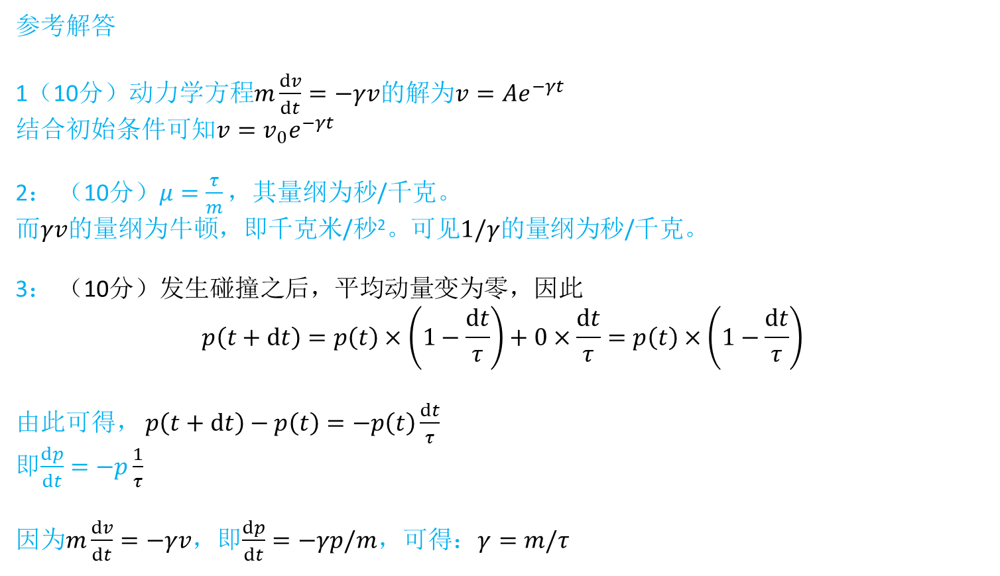 参考解答
1（10分）动力学方程$m\frac{\mathrm{d}v}{\mathrm{d}t}=-\gamma v$的解为$v=Ae^{-\gamma t}$
结合初始条件可知$v=v_0e^{-\gamma t}$
2：（10分）$\mu=\frac{\tau}{m}$，其量纲为秒/千克。
而$\gamma v$的量纲为牛顿，即千克米/秒²。可见$1/\gamma$的量纲为秒/千克。
3：（10分）发生碰撞之后，平均动量变为零，因此
$p(t+\mathrm{d}t)=p(t)\times\left(1-\frac{\mathrm{d}t}{\tau}\right)+0\times\frac{\mathrm{d}t}{\tau}=p(t)\times\left(1-\frac{\mathrm{d}t}{\tau}\right)$
由此可得，$p(t+\mathrm{d}t)-p(t)=-p(t)\frac{\mathrm{d}t}{\tau}$
即$\frac{\mathrm{d}p}{\mathrm{d}t}=-p\frac{1}{\tau}$
因为$m\frac{\mathrm{d}v}{\mathrm{d}t}=-\gamma v$，即$\frac{\mathrm{d}p}{\mathrm{d}t}=-\gamma p/m$，可得：$\gamma=m/\tau$